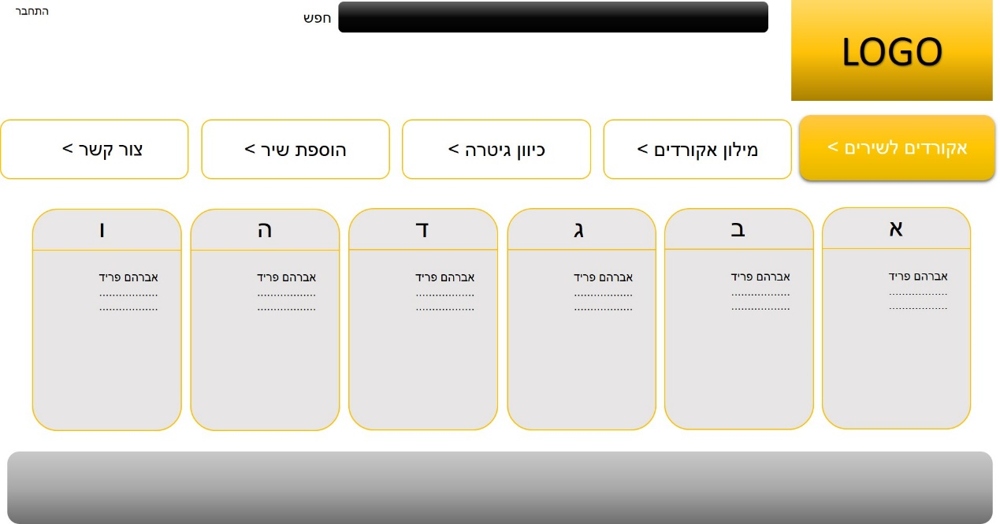 LOGO
חפש
התחבר
אקורדים לשירים >
מילון אקורדים >
כיוון גיטרה >
הוספת שיר >
צור קשר >
א
אברהם פריד
.................
.................
ב
אברהם פריד
.................
.................
ג
אברהם פריד
.................
.................
ד
אברהם פריד
.................
.................
ה
אברהם פריד
.................
.................
ו
אברהם פריד
.................
.................